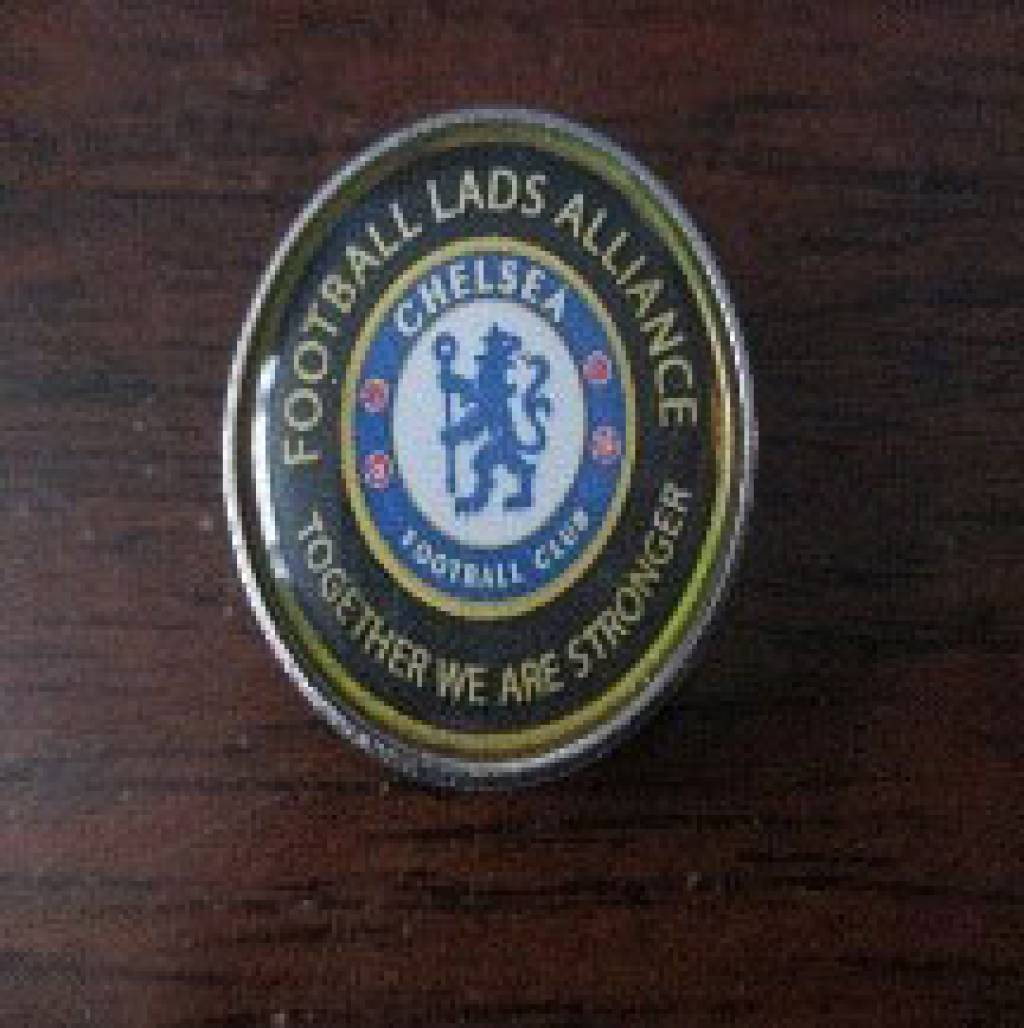 FOOTBALL LADS ALLIANCE
CHELSEA
FOOTBALL CLUB
TOGETHER WE ARE STRONGER